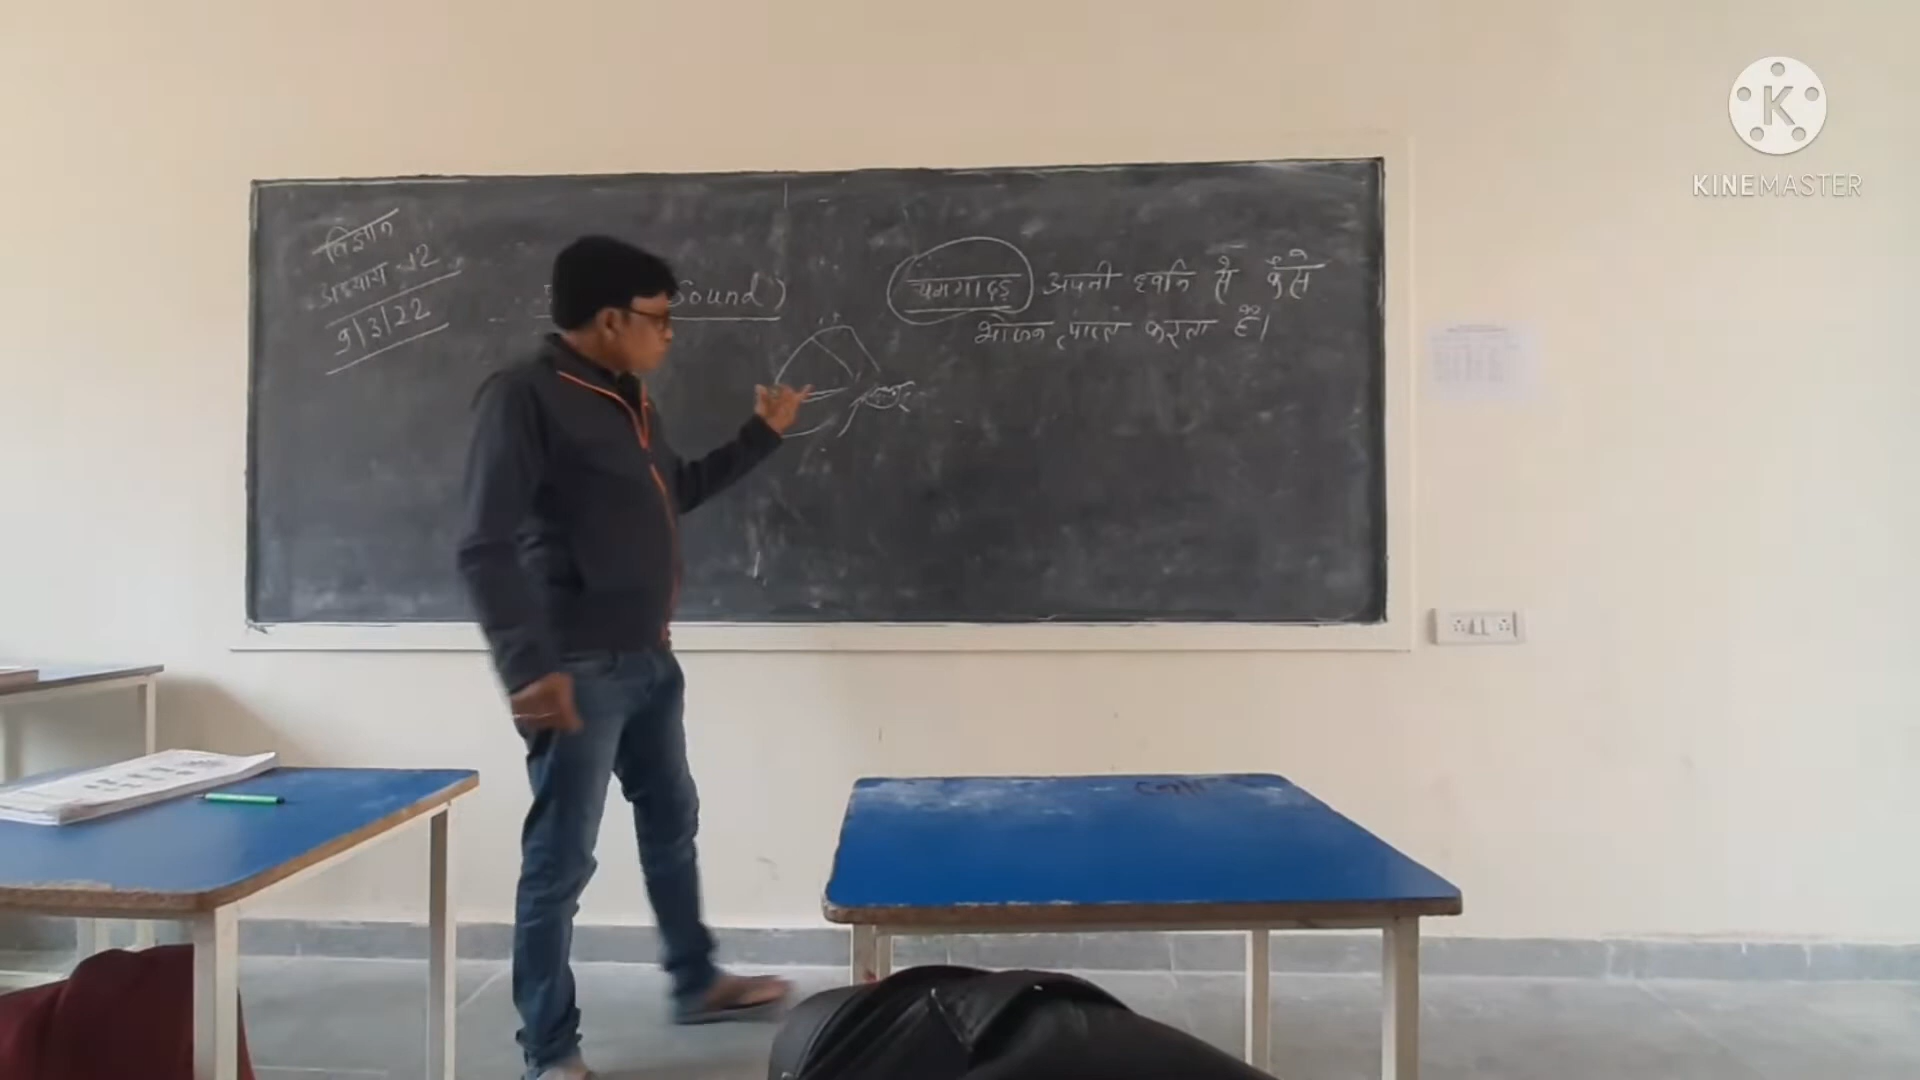 विज्ञान
अध्याय - 12
9/3/22
Sound)
चमगादड़ अपनी ध्वनि से कैसे
भोजन प्राप्त करता है।
K
KINEMASTER